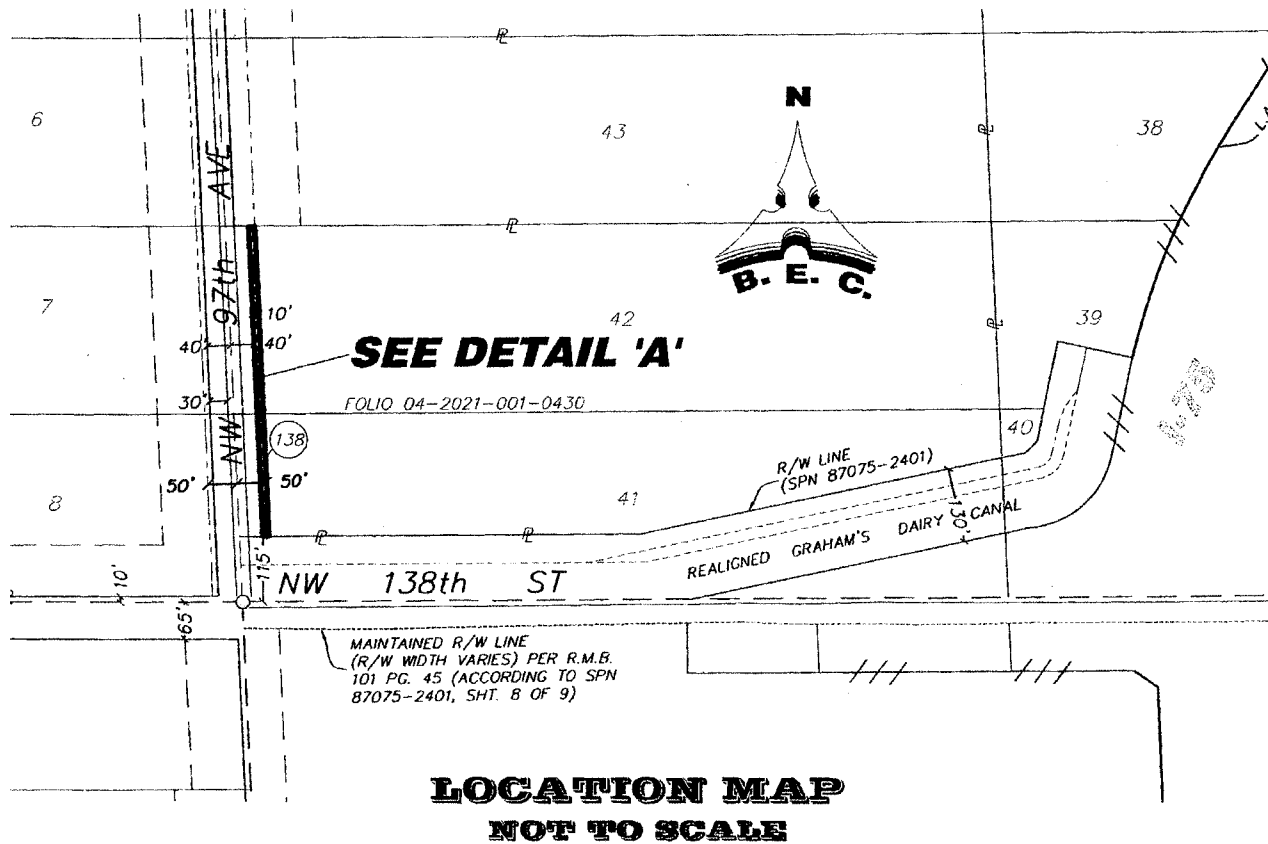 ℄
6
N
43
℄
38
L.A
NW 97th AVE
℄
B. E. C.
7
10'
42
℄
39
40'
40'
SEE DETAIL 'A'
30'
FOLIO 04-2021-001-0430
I-75
138
40
R/W LINE
(SPN 87075-2401)
50'
50'
8
41
130'
℄
℄
REALIGNED GRAHAM'S DAIRY CANAL
115'
10'
NW 138th ST
65'
MAINTAINED R/W LINE
(R/W WIDTH VARIES) PER R.M.B.
101 PG. 45 (ACCORDING TO SPN
87075-2401, SHT. 8 OF 9)
LOCATION MAP
NOT TO SCALE